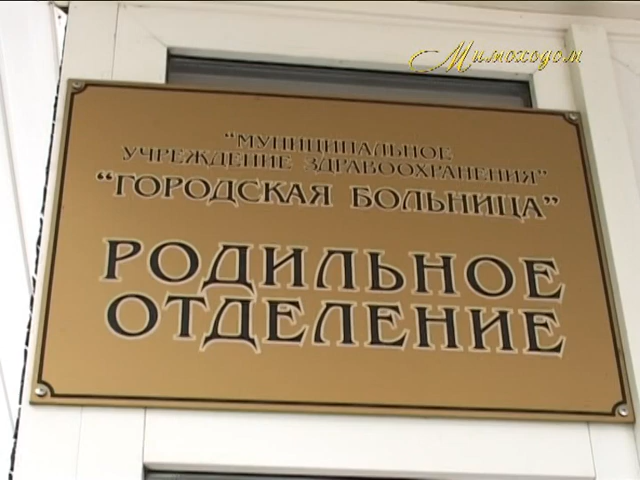 Мимоходом
"МУНИЦИПАЛЬНОЕ
УЧРЕЖДЕНИЕ ЗДРАВООХРАНЕНИЯ"
"ГОРОДСКАЯ БОЛЬНИЦА"
РОДИЛЬНОЕ
ОТДЕЛЕНИЕ